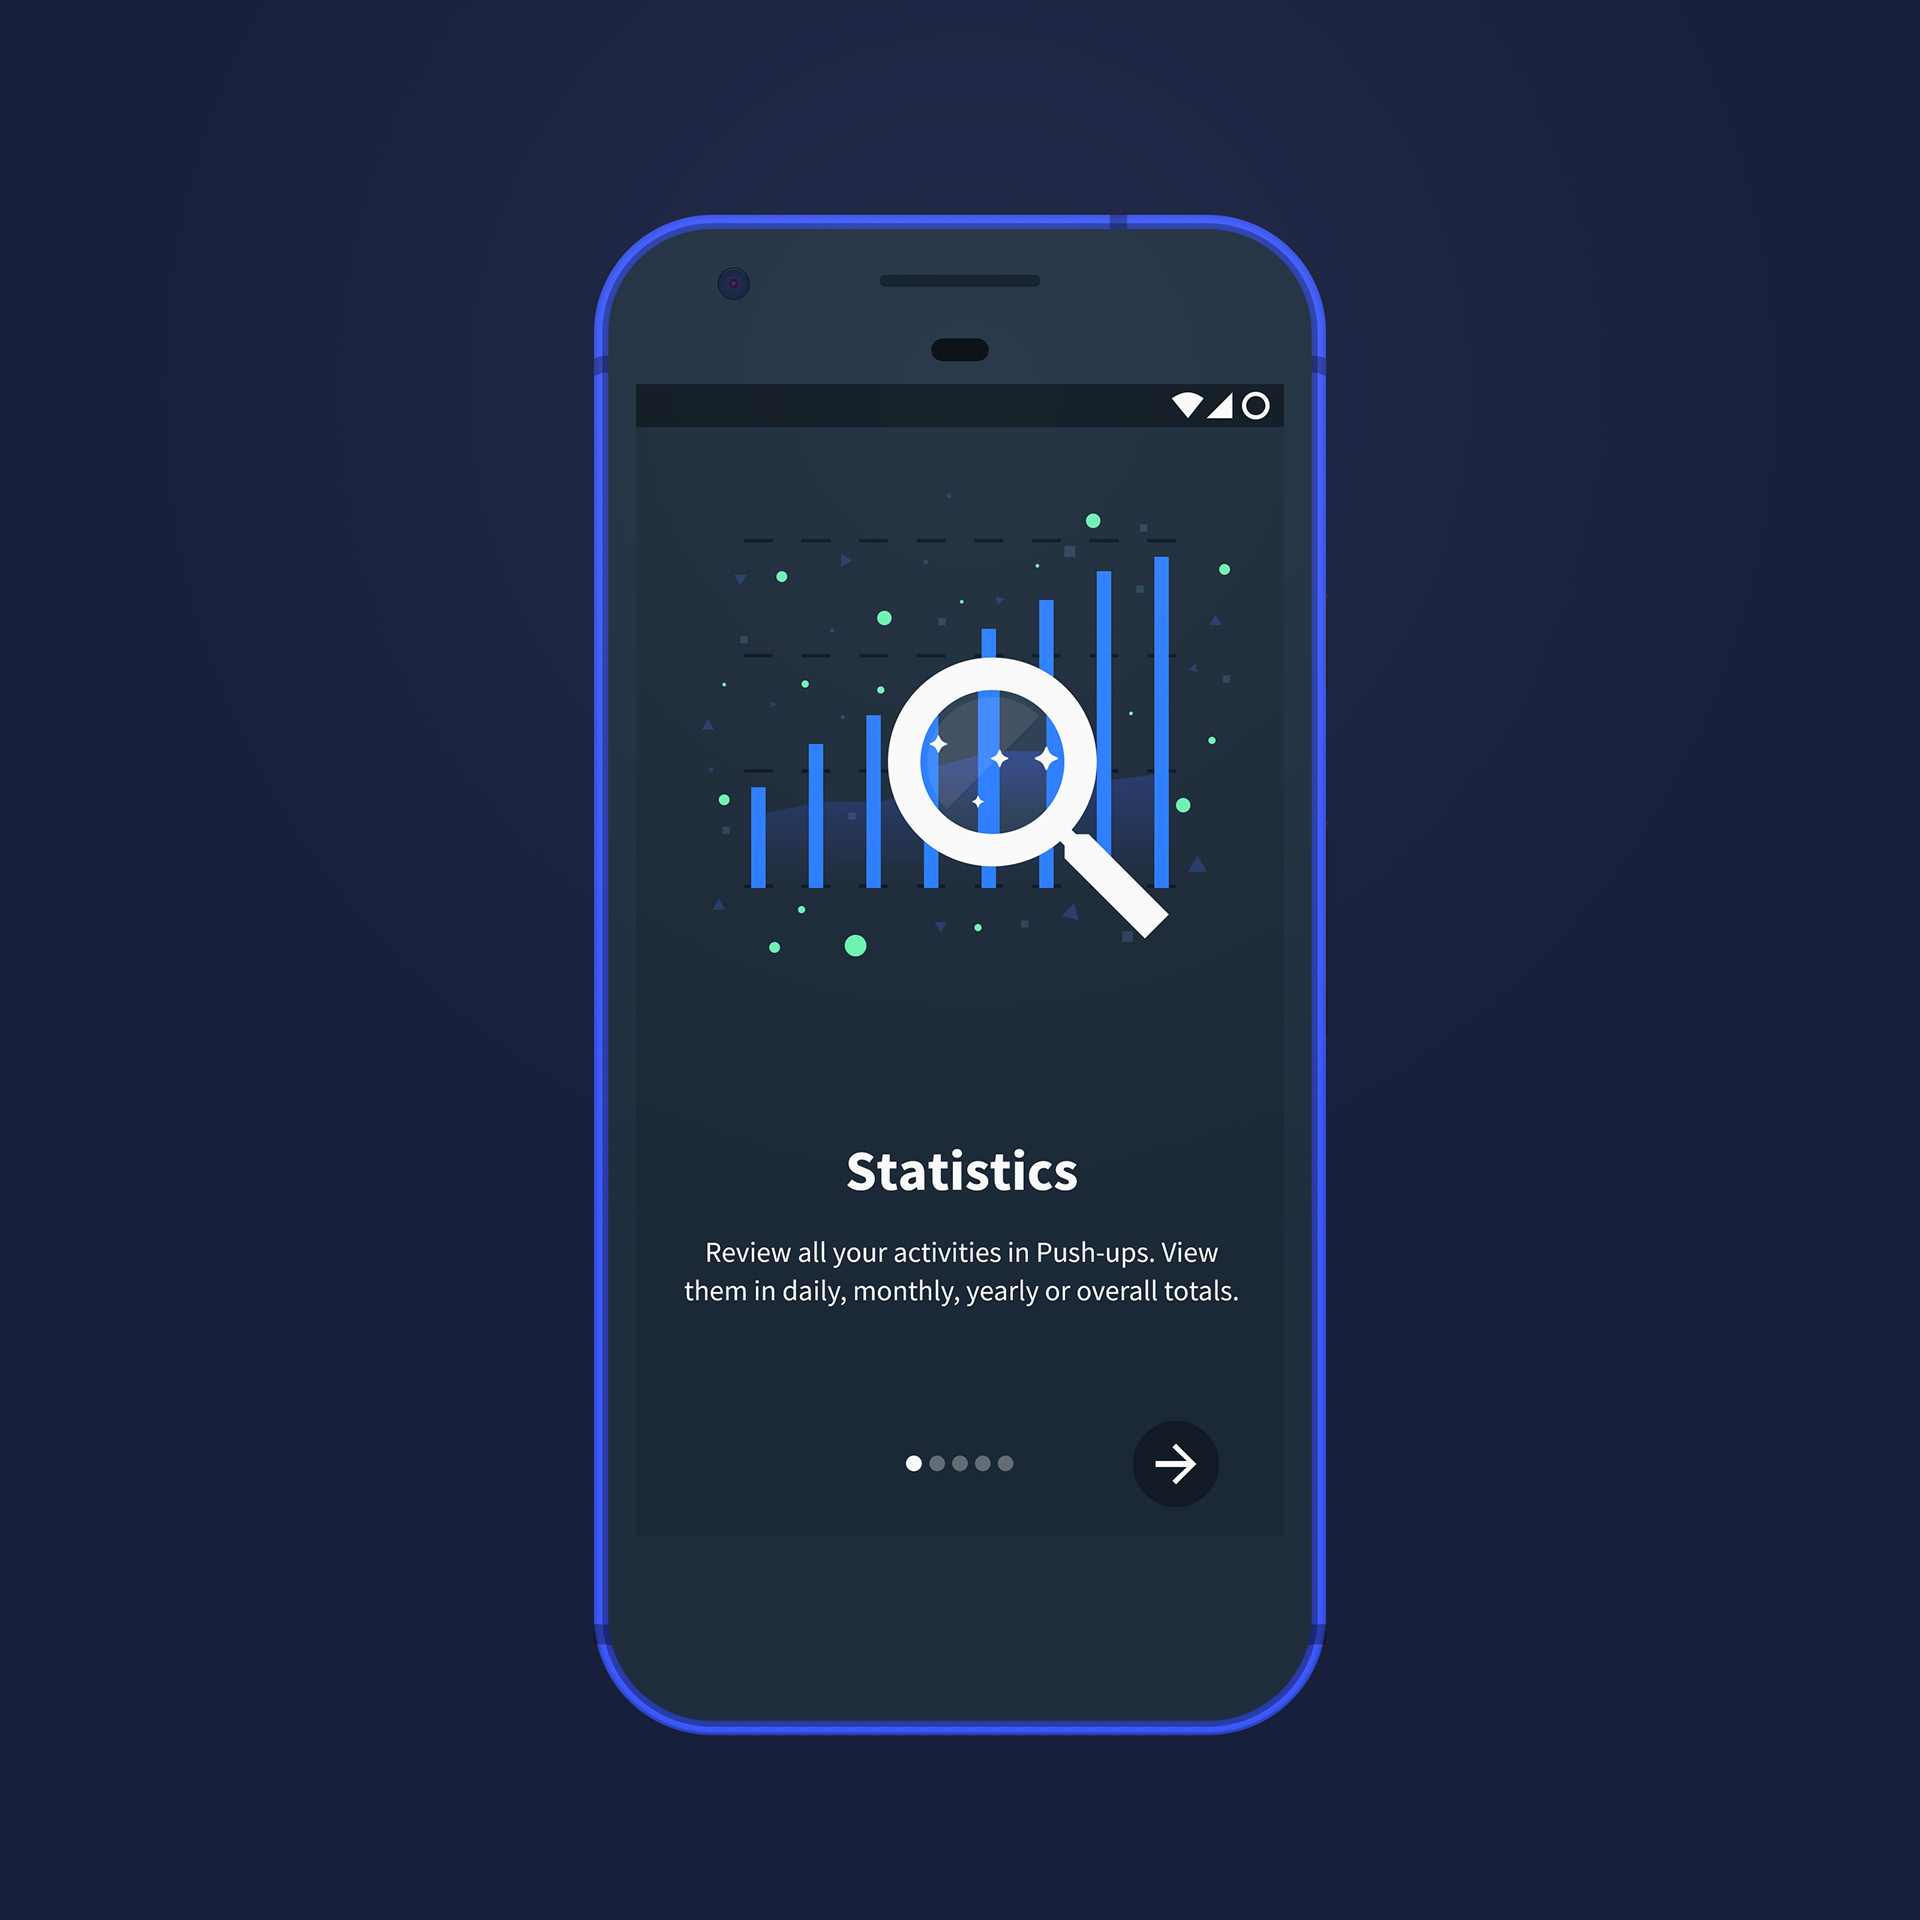 Statistics
Review all your activities in Push-ups. View
them in daily, monthly, yearly or overall totals.